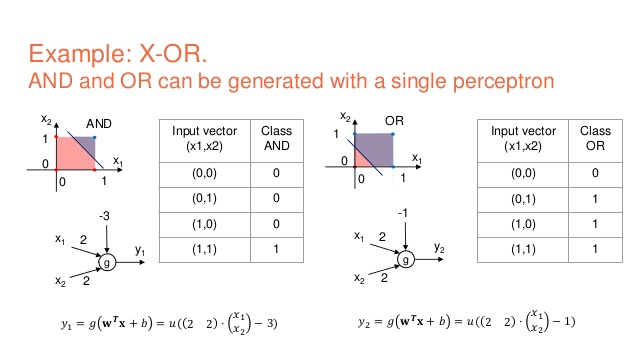 Example: X-OR.
AND and OR can be generated with a single perceptron
x2
AND
1
0
x1
0
1
Input vector (x1,x2) Class AND
(0,0) 0
(0,1) 0
(1,0) 0
(1,1) 1
x2
OR
1
0
x1
0
1
Input vector (x1,x2) Class OR
(0,0) 0
(0,1) 1
(1,0) 1
(1,1) 1
-3
x1 2
g
y1
x2 2
-1
x1 2
g
y2
x2 2
y₁ = g(wᵀx + b) = u((2 2) · (x₁ x₂) − 3)
y₂ = g(wᵀx + b) = u((2 2) · (x₁ x₂) − 1)